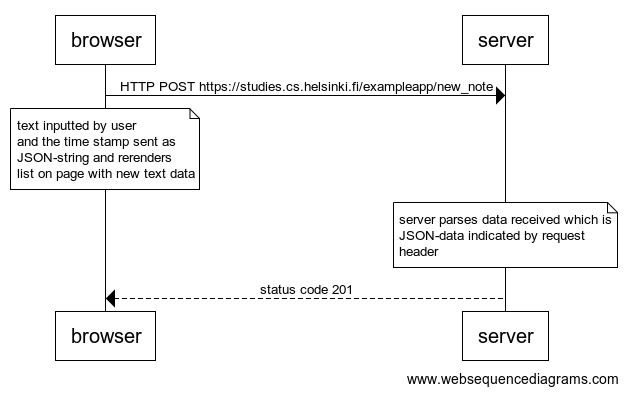 browser
server
HTTP POST https://studies.cs.helsinki.fi/exampleapp/new_note
text inputted by user
and the time stamp sent as
JSON-string and rerenders
list on page with new text data
server parses data received which is
JSON-data indicated by request
header
status code 201
browser
server
www.websequencediagrams.com